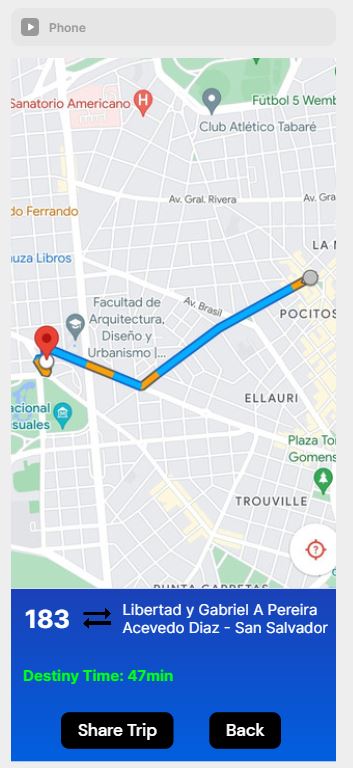 Phone
Sanatorio Americano
H
Fútbol 5 Wemb
Club Atlético Tabaré
Av. Gral. Rivera
Av. Gra
do Ferrando
LA M
uza Libros
Facultad de
Arquitectura,
Diseño y
Urbanismo |...
Av. Brasil
POCITOS
acional
suales
ELLAURI
Plaza To
Gomens
TROUVILLE
?
PUNTA CARRETAS
183
Libertad y Gabriel A Pereira
Acevedo Diaz - San Salvador
Destiny Time: 47min
Share Trip
Back